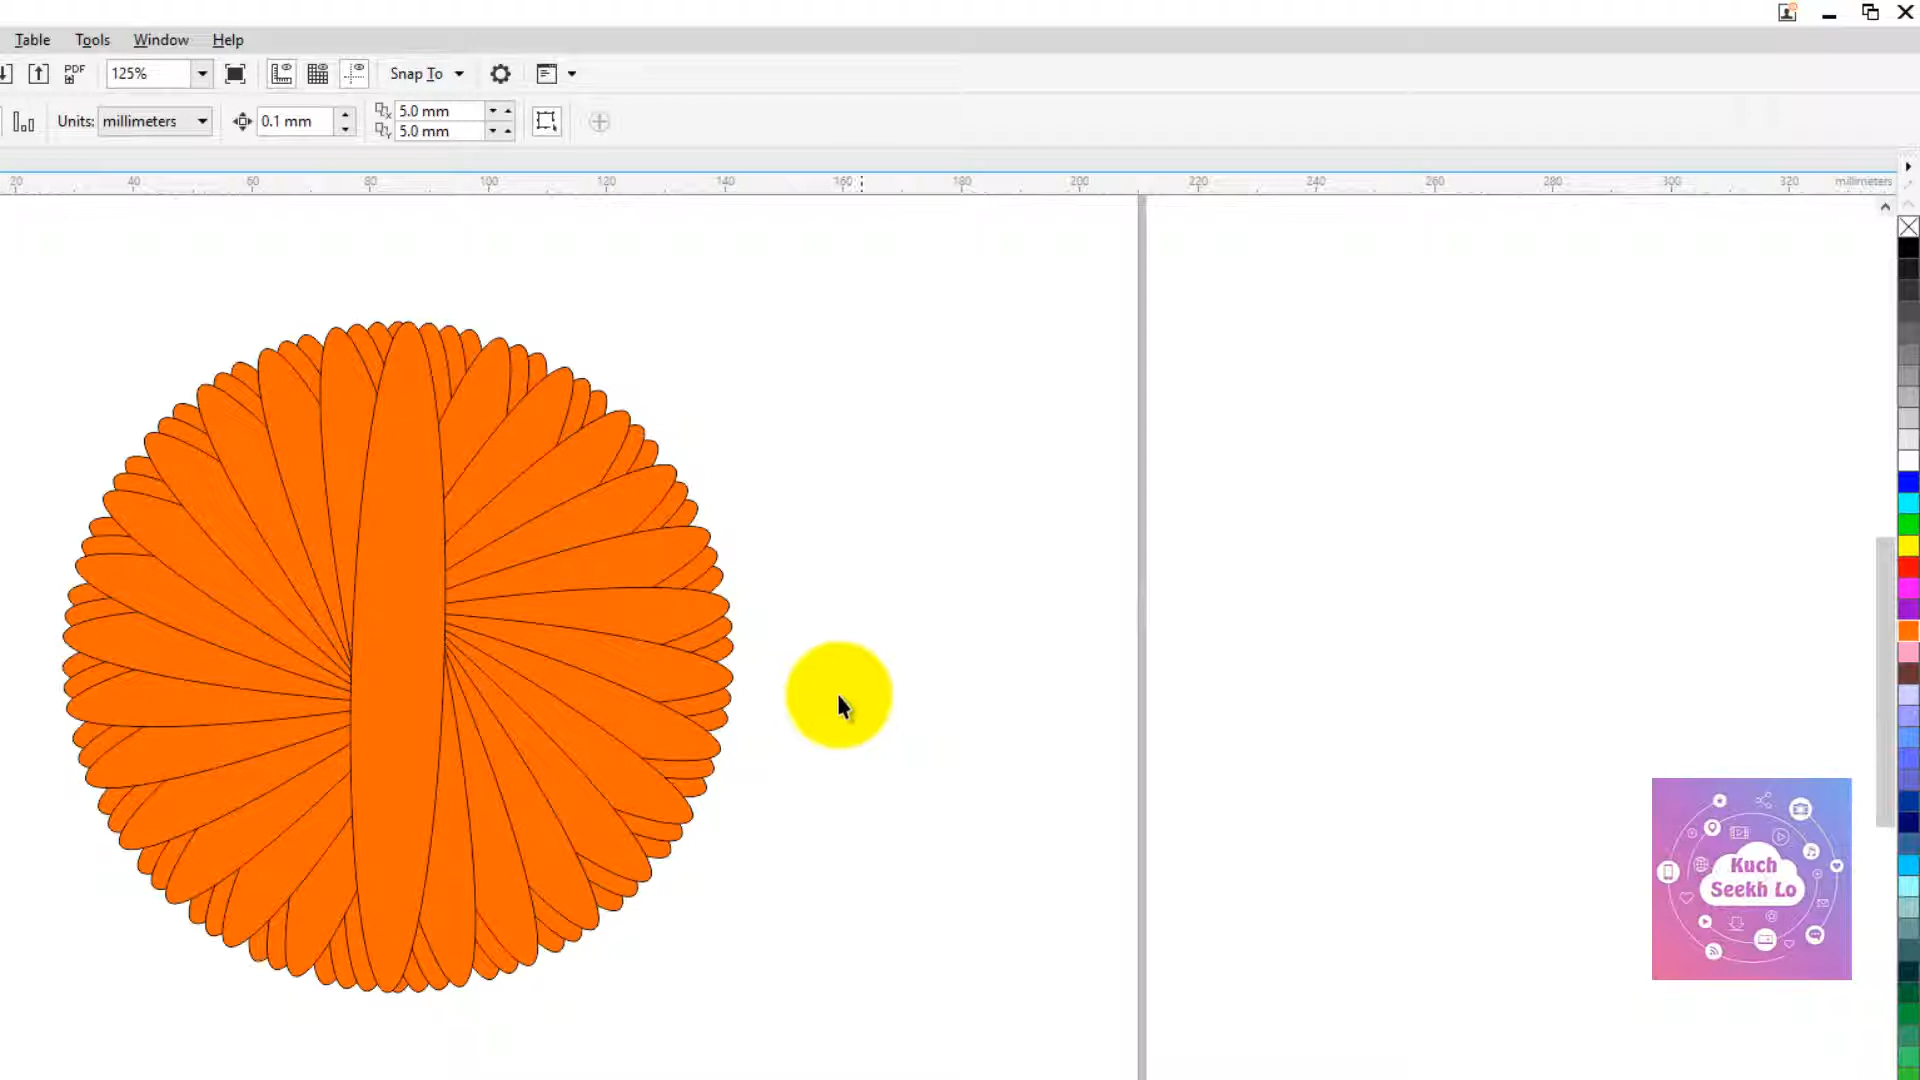 Table Tools Window Help
PDF 125% Snap To
Units: millimeters 0.1 mm 5.0 mm
5.0 mm
20 40 60 80 100 120 140 160 180 200 220 240 260 280 300 320 millimeters
Kuch
Seekh Lo